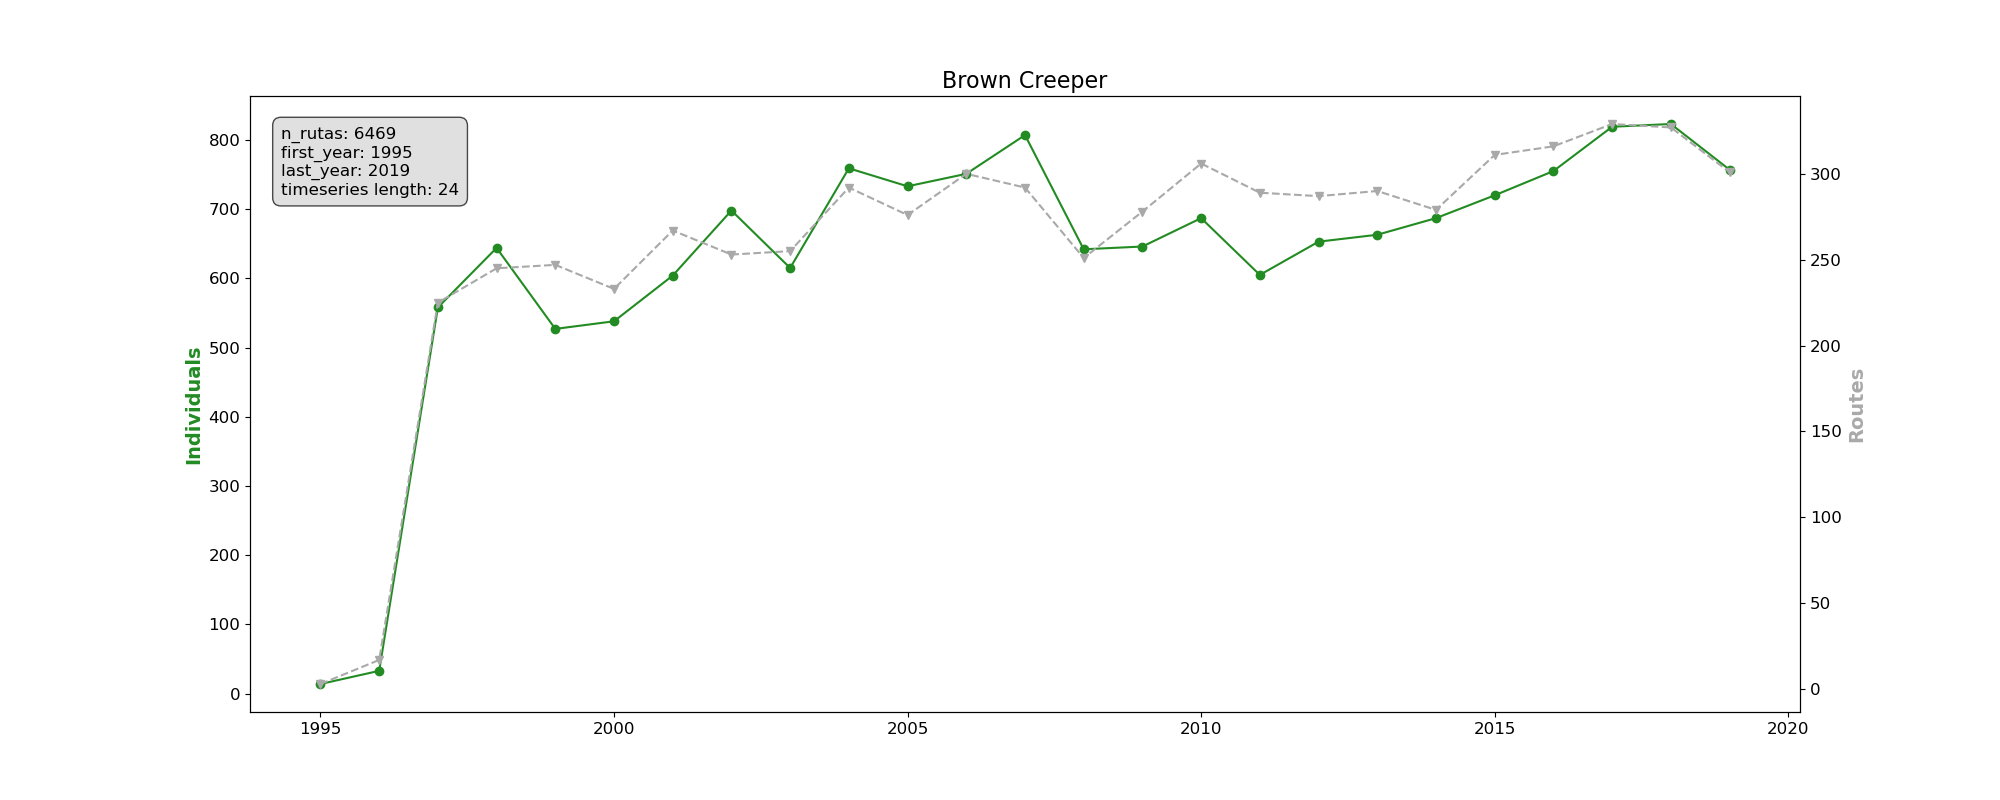 Brown Creeper
n_rutas: 6469
first_year: 1995
last_year: 2019
timeseries length: 24
Individuals
800
700
600
500
400
300
200
100
0
Routes
300
250
200
150
100
50
0
1995 2000 2005 2010 2015 2020